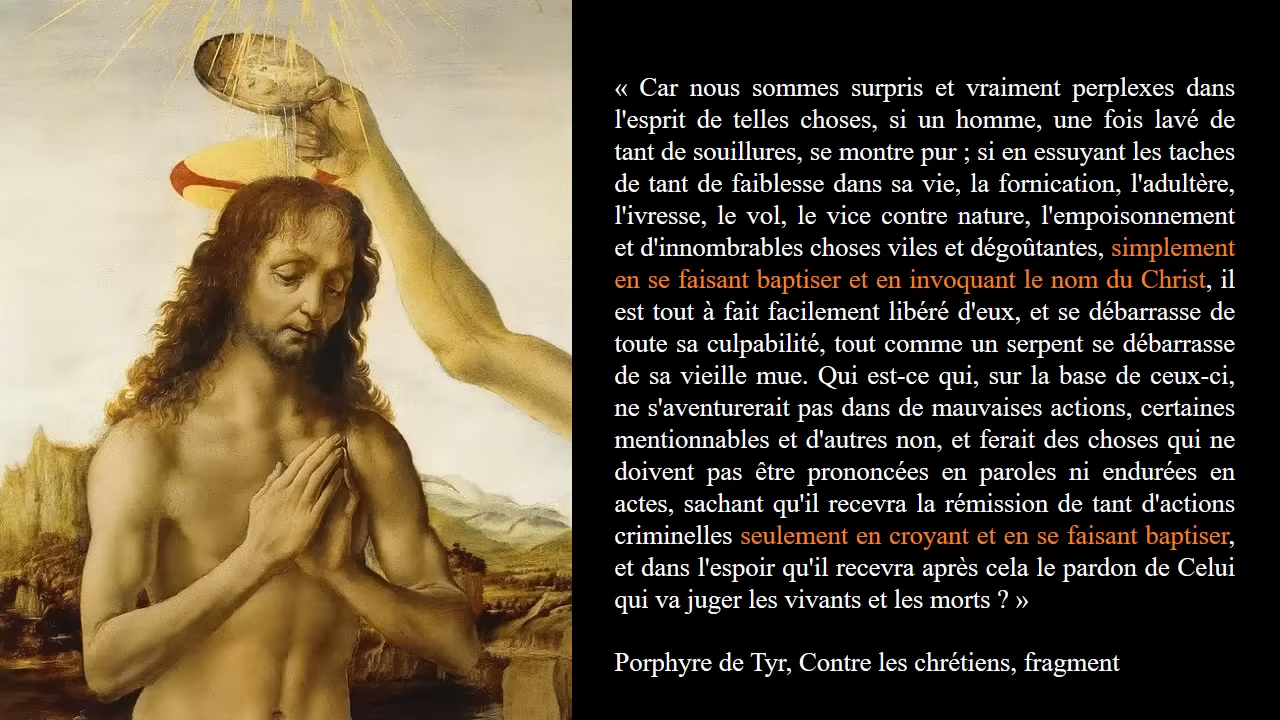 « Car nous sommes surpris et vraiment perplexes dans
l'esprit de telles choses, si un homme, une fois lavé de
tant de souillures, se montre pur ; si en essuyant les taches
de tant de faiblesse dans sa vie, la fornication, l'adultère,
l'ivresse, le vol, le vice contre nature, l'empoisonnement
et d'innombrables choses viles et dégoûtantes, simplement
en se faisant baptiser et en invoquant le nom du Christ, il
est tout à fait facilement libéré d'eux, et se débarrasse de
toute sa culpabilité, tout comme un serpent se débarrasse
de sa vieille mue. Qui est-ce qui, sur la base de ceux-ci,
ne s'aventurerait pas dans de mauvaises actions, certaines
mentionnables et d'autres non, et ferait des choses qui ne
doivent pas être prononcées en paroles ni endurées en
actes, sachant qu'il recevra la rémission de tant d'actions
criminelles seulement en croyant et en se faisant baptiser,
et dans l'espoir qu'il recevra après cela le pardon de Celui
qui va juger les vivants et les morts ? »
Porphyre de Tyr, Contre les chrétiens, fragment